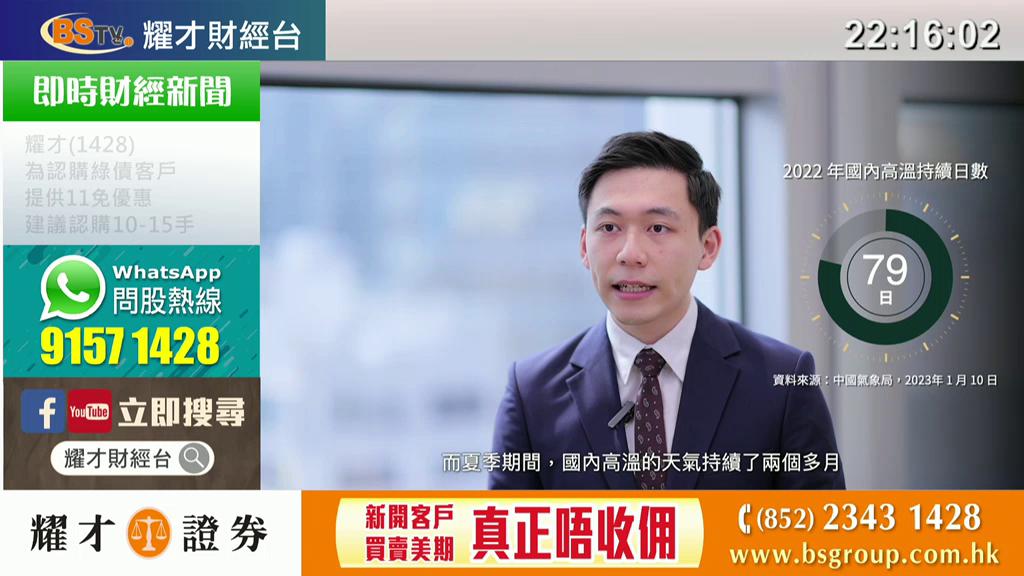 BSTV
耀才財經台
22:16:02
即時財經新聞
耀才(1428)
為認購綠債客戶
提供11免優惠
建議認購10-15手
WhatsApp
問股熱線
9157 1428
f YouTube 立即搜尋
耀才財經台
2022 年國內高溫持續日數
79
日
資料來源:中國氣象局,2023年 1 月 10 日
而夏季期間,國內高溫的天氣持續了兩個多月
耀才 證券
新開客戶
買賣美期
真正唔收佣
(852) 2343 1428
www.bsgroup.com.hk